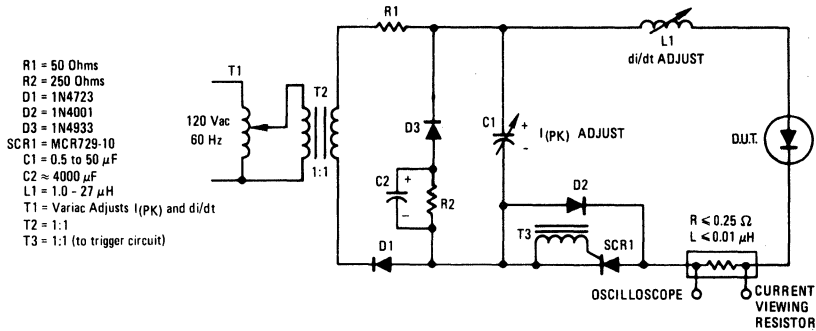 R1 = 50 Ohms
R2 = 250 Ohms
D1 = 1N4723
D2 = 1N4001
D3 = 1N4933
SCR1 = MCR729-10
C1 = 0.5 to 50 μF
C2 ≈ 4000 μF
L1 = 1.0 - 27 μH
T1 = Variac Adjusts I(PK) and di/dt
T2 = 1:1
T3 = 1:1 (to trigger circuit)
T1
120 Vac
60 Hz
T2
1:1
R1
D3
C2
+
–
R2
D1
C1
+
–
I(PK) ADJUST
L1
di/dt ADJUST
D.U.T.
D2
T3
SCR1
R ⩽ 0.25 Ω
L ⩽ 0.01 μH
OSCILLOSCOPE
CURRENT
VIEWING
RESISTOR